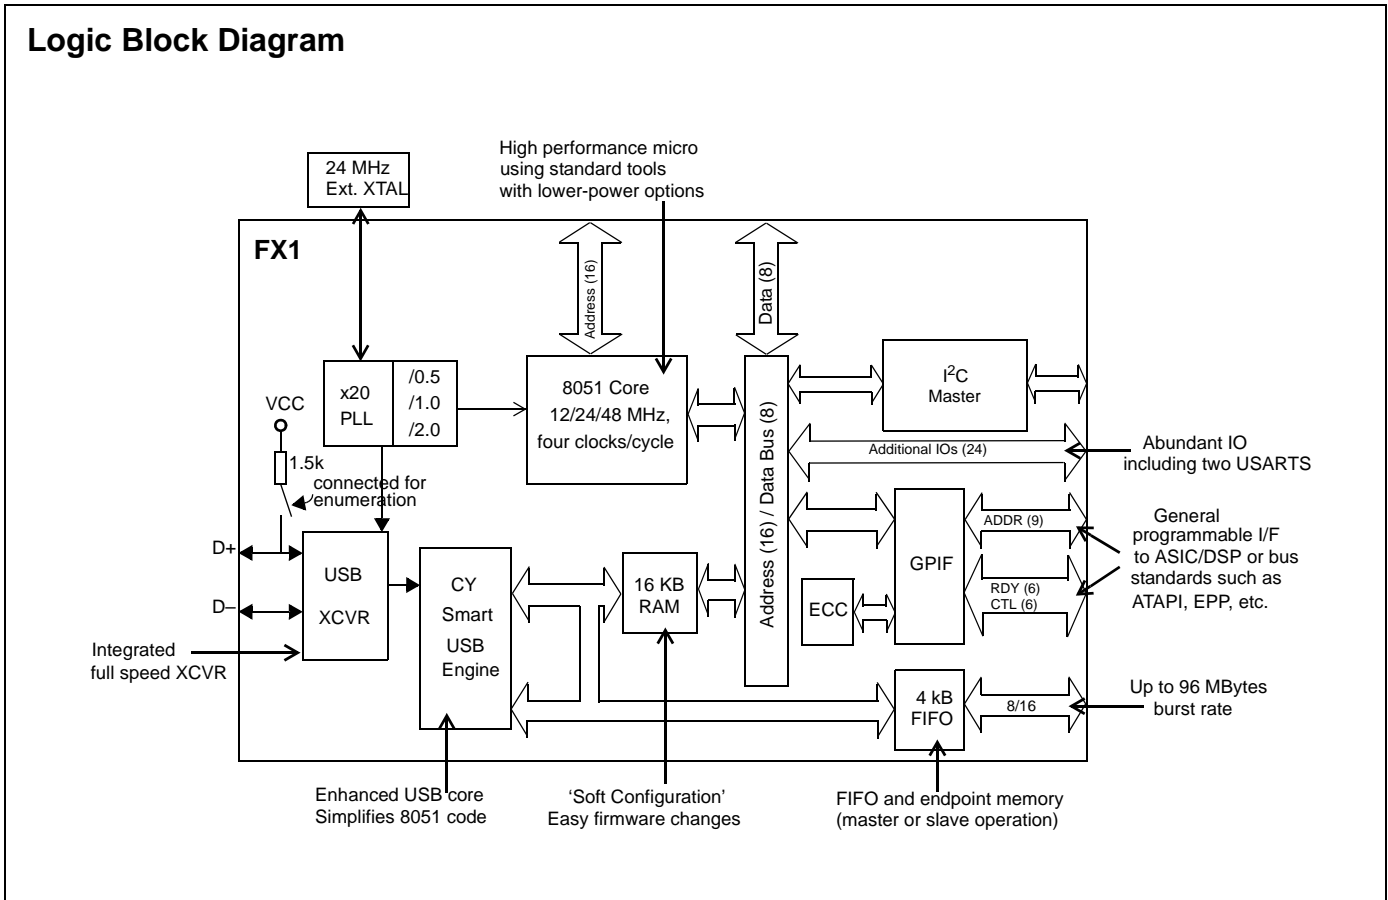 Logic Block Diagram
High performance micro
using standard tools
with lower-power options
24 MHz
Ext. XTAL
FX1
Address (16)
Data (8)
x20
PLL
/0.5
/1.0
/2.0
8051 Core
12/24/48 MHz,
four clocks/cycle
I2C
Master
VCC
1.5k
connected for
enumeration
Address (16) / Data Bus (8)
Additional IOs (24)
Abundant IO
including two USARTS
ADDR (9)
GPIF
RDY (6)
CTL (6)
General
programmable I/F
to ASIC/DSP or bus
standards such as
ATAPI, EPP, etc.
D+
D–
USB
XCVR
CY
Smart
USB
Engine
16 KB
RAM
ECC
Integrated
full speed XCVR
4 kB
FIFO
8/16
Up to 96 MBytes
burst rate
Enhanced USB core
Simplifies 8051 code
‘Soft Configuration’
Easy firmware changes
FIFO and endpoint memory
(master or slave operation)